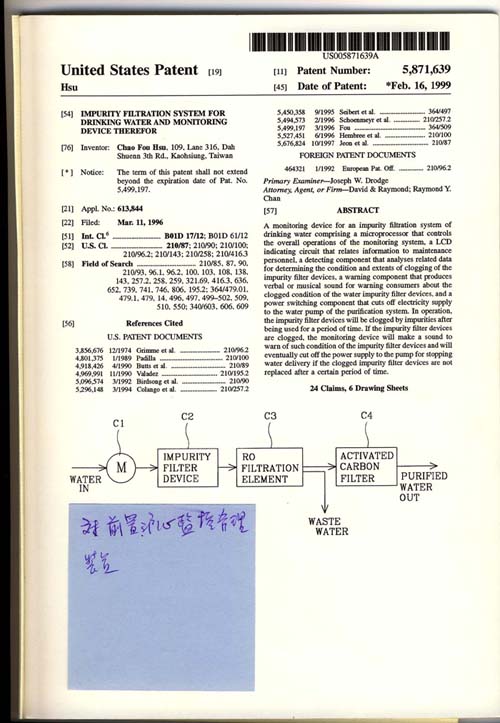 US005871639A
United States Patent [19]
Hsu
[11] Patent Number: 5,871,639
[45] Date of Patent: *Feb. 16, 1999
[54] IMPURITY FILTRATION SYSTEM FOR
DRINKING WATER AND MONITORING
DEVICE THEREFOR
[76] Inventor: Chao Fou Hsu, 109, Lane 316, Dah
Shuenn 3th Rd., Kaohsiung, Taiwan
[*] Notice: The term of this patent shall not extend
beyond the expiration date of Pat. No.
5,499,197.
[21] Appl. No.: 613,844
[22] Filed: Mar. 11, 1996
[51] Int. Cl.6 B01D 17/12; B01D 61/12
[52] U.S. Cl. 210/87; 210/90; 210/100;
210/96.2; 210/143; 210/258; 210/416.3
[58] Field of Search 210/85, 87, 90,
210/93, 96.1, 96.2, 100, 103, 108, 138,
143, 257.2, 258, 259, 321.69, 416.3, 636,
652, 739, 741, 746, 806, 195.2; 364/479.01,
479.1, 479, 14, 496, 497, 499-502, 509,
510, 550; 340/603, 606, 609
[56] References Cited
U.S. PATENT DOCUMENTS
3,856,676 12/1974 Grimme et al. 210/96.2
4,801,375 1/1989 Padilla 210/100
4,918,426 4/1990 Butts et al. 210/89
4,969,991 11/1990 Valadez 210/195.2
5,096,574 3/1992 Birdsong et al. 210/90
5,296,148 3/1994 Colango et al. 210/257.2
5,450,358 9/1995 Seibert et al. 364/497
5,494,573 2/1996 Schoenmeyr et al. 210/257.2
5,499,197 3/1996 Fou 364/509
5,527,451 6/1996 Hembree et al. 210/100
5,676,824 10/1997 Jeon et al. 210/87
FOREIGN PATENT DOCUMENTS
464321 1/1992 European Pat. Off. 210/96.2
Primary Examiner—Joseph W. Drodge
Attorney, Agent, or Firm—David & Raymond; Raymond Y.
Chan
[57] ABSTRACT
A monitoring device for an impurity filtration system of
drinking water comprising a microprocessor that controls
the overall operations of the monitoring system, a LCD
indicating circuit that relates information to maintenance
personnel, a detecting component that analyses related data
for determining the condition and extents of clogging of the
impurity filter devices, a warning component that produces
verbal or musical sound for warning consumers about the
clogged condition of the water impurity filter devices, and a
power switching component that cuts off electricity supply
to the water pump of the purification system. In operation,
the impurity filter devices will be clogged by impurities after
being used for a period of time. If the impurity filter devices
are clogged, the monitoring device will make a sound to
warn of such condition of the impurity filter devices and will
eventually cut off the power supply to the pump for stopping
water delivery if the clogged impurity filter devices are not
replaced after a certain period of time.
24 Claims, 6 Drawing Sheets
C1
C2
C3
C4
M
IMPURITY
FILTER
DEVICE
RO
FILTRATION
ELEMENT
ACTIVATED
CARBON
FILTER
WATER
IN
PURIFIED
WATER
OUT
WASTE
WATER
對前置濾心監控管理
裝置